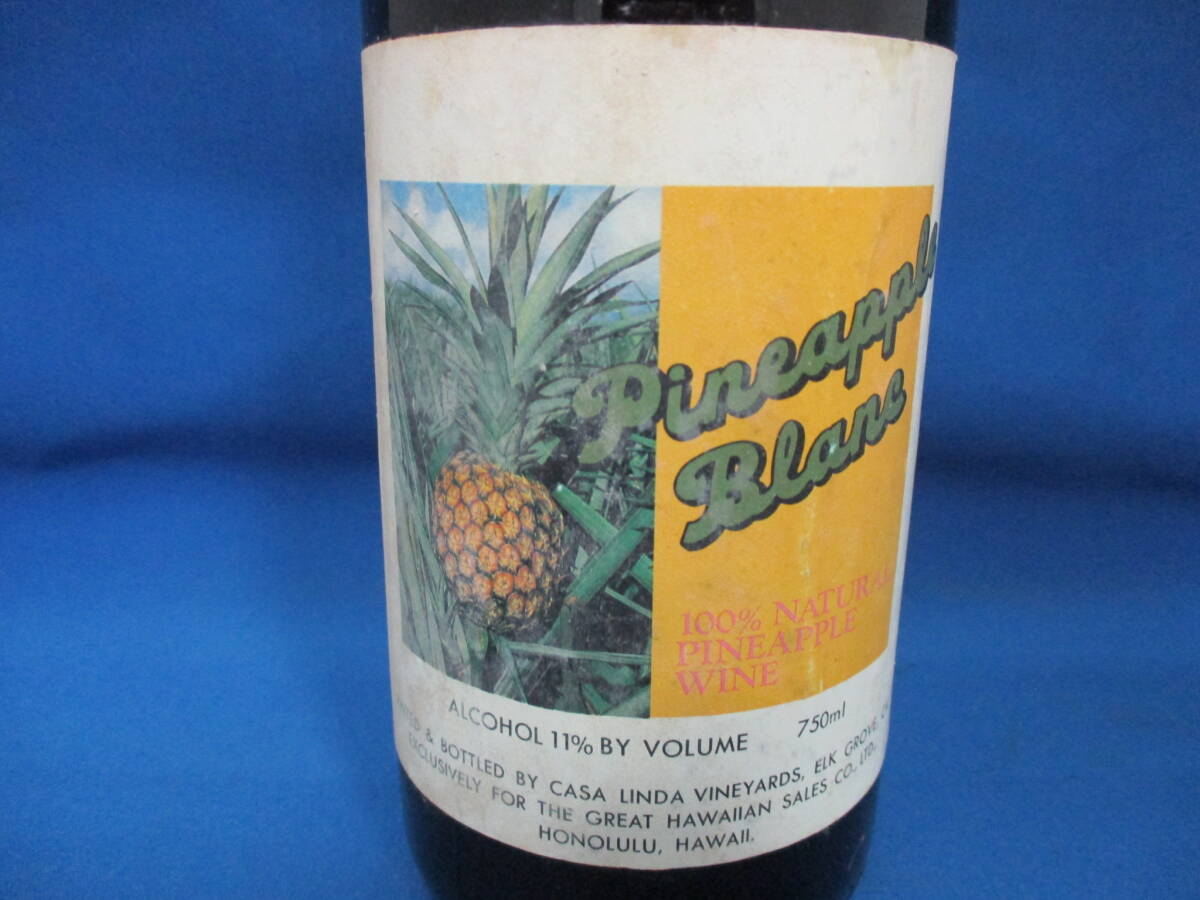 Pineapple
Blanc
100% NATURAL
PINEAPPLE
WINE
ALCOHOL 11% BY VOLUME 750ml
& BOTTLED BY CASA LINDA VINEYARDS, ELK GROVE, CA
EXCLUSIVELY FOR THE GREAT HAWAIIAN SALES CO., LTD.,
HONOLULU, HAWAII.